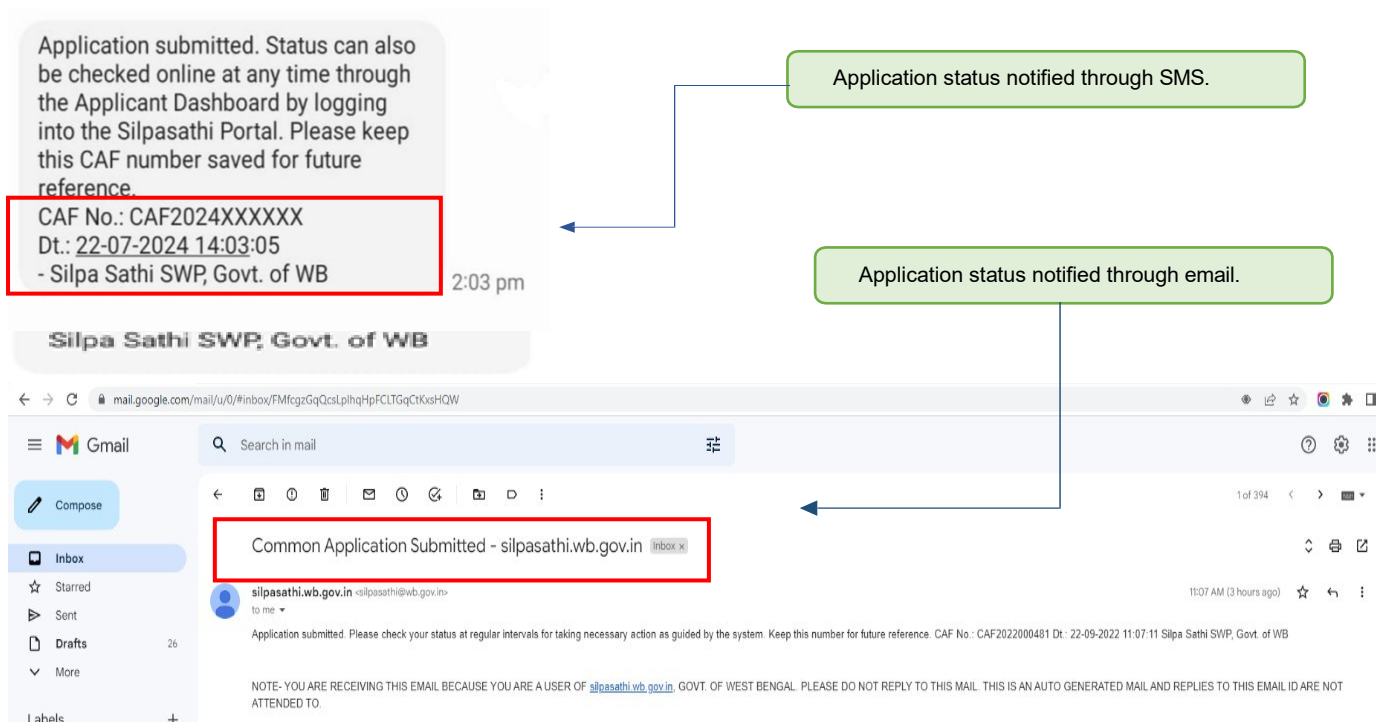 Application submitted. Status can also
be checked online at any time through
the Applicant Dashboard by logging
into the Silpasathi Portal. Please keep
this CAF number saved for future
reference.
CAF No.: CAF2024XXXXXX
Dt.: 22-07-2024 14:03:05
- Silpa Sathi SWP, Govt. of WB
2:03 pm
Silpa Sathi SWP, Govt. of WB
Application status notified through SMS.
Application status notified through email.
mail.google.com/mail/u/0/#inbox/FMfcgzGqQcsLplhqHpFCLTGqCtKxsHQW
Gmail
Search in mail
Compose
1 of 394
Inbox
Starred
Sent
Drafts 26
More
Labels +
Common Application Submitted - silpasathi.wb.gov.in Inbox x
silpasathi.wb.gov.in <silpasathi@wb.gov.in>
11:07 AM (3 hours ago)
to me
Application submitted. Please check your status at regular intervals for taking necessary action as guided by the system. Keep this number for future reference. CAF No.: CAF2022000481 Dt.: 22-09-2022 11:07:11 Silpa Sathi SWP, Govt. of WB
NOTE- YOU ARE RECEIVING THIS EMAIL BECAUSE YOU ARE A USER OF silpasathi.wb.gov.in, GOVT. OF WEST BENGAL. PLEASE DO NOT REPLY TO THIS MAIL. THIS IS AN AUTO GENERATED MAIL AND REPLIES TO THIS EMAIL ID ARE NOT
ATTENDED TO.